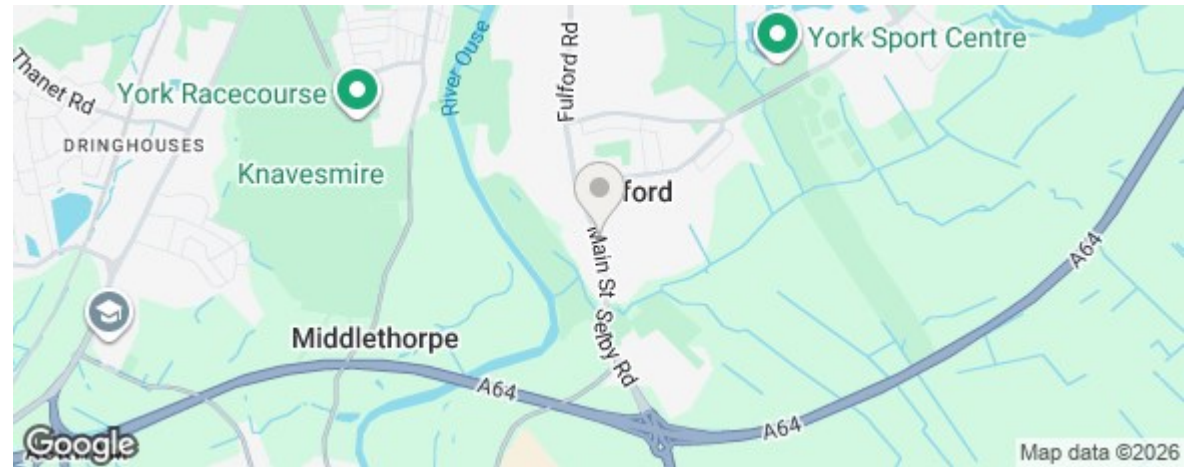 Thanet Rd
York Racecourse
DRINGHOUSES
Knavesmire
River Ouse
Fulford Rd
York Sport Centre
ford
Main St
Selby Rd
A64
Middlethorpe
A64
A64
Google
Map data ©2026